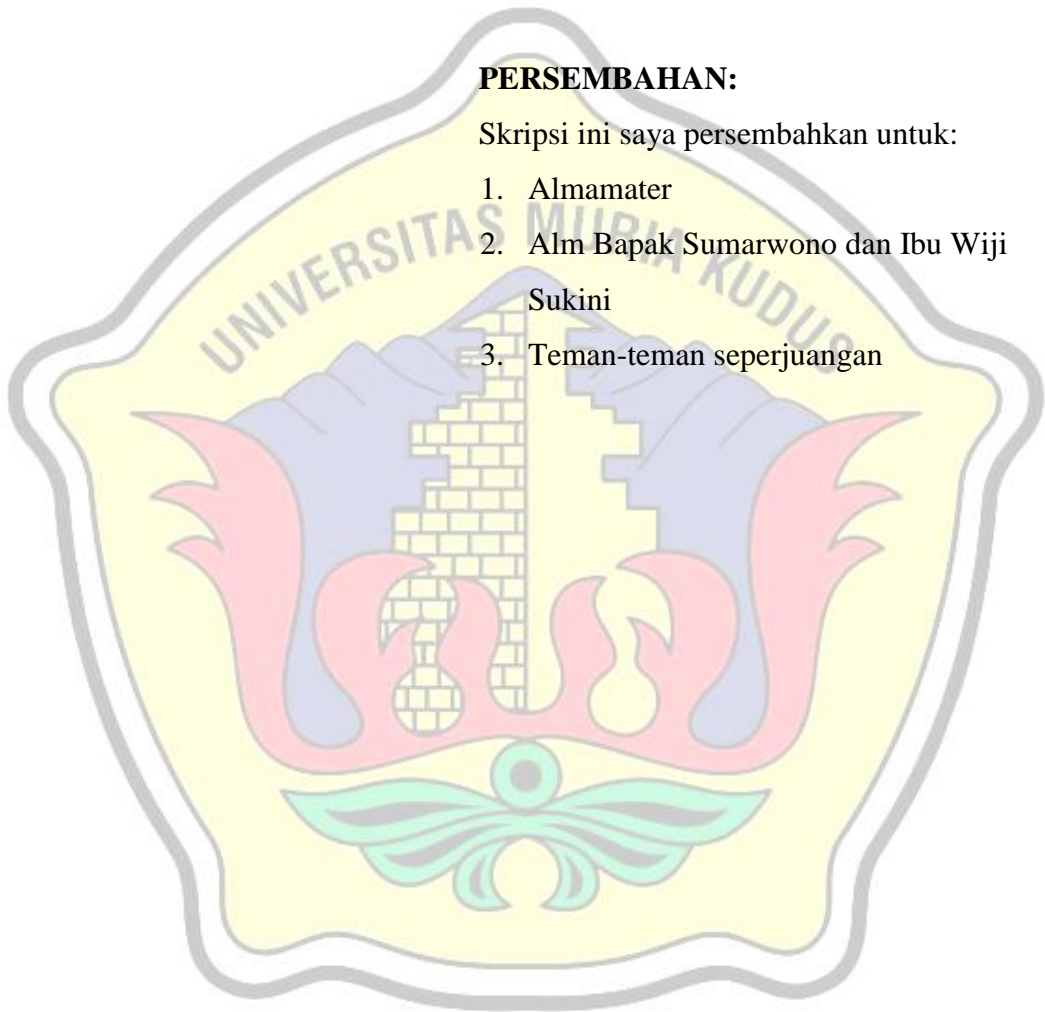 PERSEMBAHAN:
Skripsi ini saya persembahkan untuk:
1. Almamater
UNIVERSITAS MURIA KUDUS
2. Alm Bapak Sumarwono dan Ibu Wiji
Sukini
3. Teman-teman seperjuangan